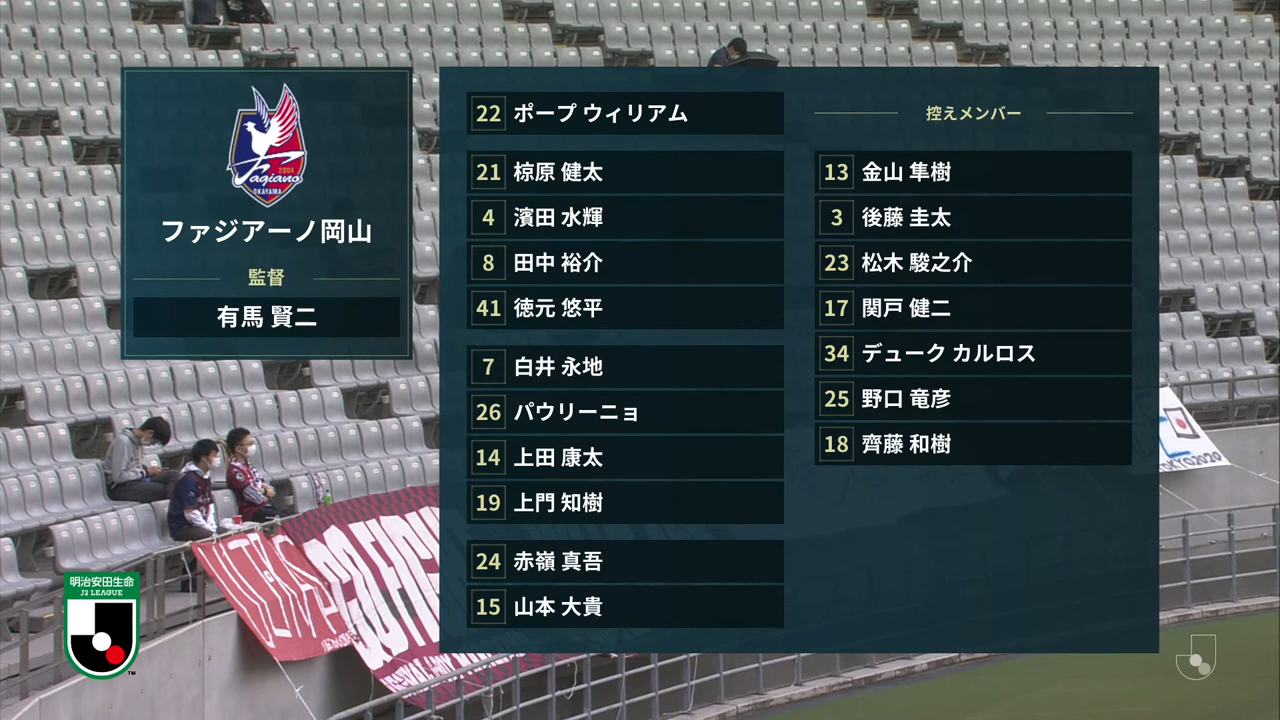 2004
Fagiano
OKAYAMA
ファジアーノ岡山
監督
有馬 賢二
22 ポープ ウィリアム
21 椋原 健太
4 濱田 水輝
8 田中 裕介
41 徳元 悠平
7 白井 永地
26 パウリーニョ
14 上田 康太
19 上門 知樹
24 赤嶺 真吾
15 山本 大貴
控えメンバー
13 金山 隼樹
3 後藤 圭太
23 松木 駿之介
17 関戸 健二
34 デューク カルロス
25 野口 竜彦
18 齊藤 和樹
明治安田生命
J2 LEAGUE
TM
TOKYO2020